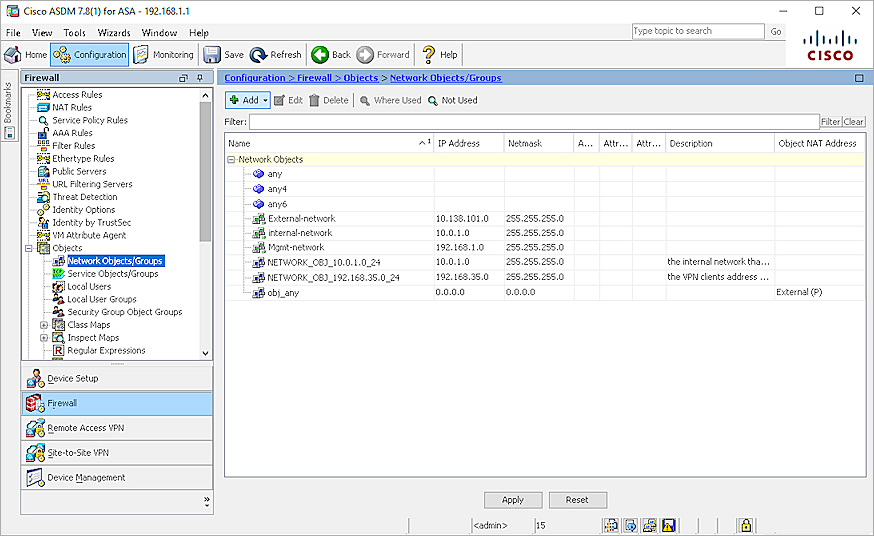 Cisco ASDM 7.8(1) for ASA - 192.168.1.1
File View Tools Wizards Window Help
Type to search Go
Home Configuration Monitoring Save Refresh Back Forward Help
CISCO
Bookmarks
Firewall
Access Rules
NAT Rules
Service Policy Rules
AAA Rules
Filter Rules
Ethertype Rules
Public Servers
URL Filtering Servers
Threat Detection
Identity Options
Identity by TrustSec
VM Attribute Agent
Objects
Network Objects/Groups
Service Objects/Groups
Local Users
Local User Groups
Security Group Object Groups
Class Maps
Inspect Maps
Regular Expressions
Device Setup
Firewall
Remote Access VPN
Site-to-Site VPN
Device Management
Configuration > Firewall > Objects > Network Objects/Groups
Add Edit Delete Where Used Not Used
Filter: Filter Clear
Name 1 IP Address Netmask A... Attr... Attr... Description Object NAT Address
Network Objects
any
any4
any6
External-network 10.138.101.0 255.255.255.0
internal-network 10.0.1.0 255.255.255.0
Mgmt-network 192.168.1.0 255.255.255.0
NETWORK_OBJ_10.0.1.0_24 10.0.1.0 255.255.255.0 the internal network tha...
NETWORK_OBJ_192.168.35.0_24 192.168.35.0 255.255.255.0 the VPN clients address ...
obj_any 0.0.0.0 0.0.0.0 External (P)
Apply Reset
<admin> 15